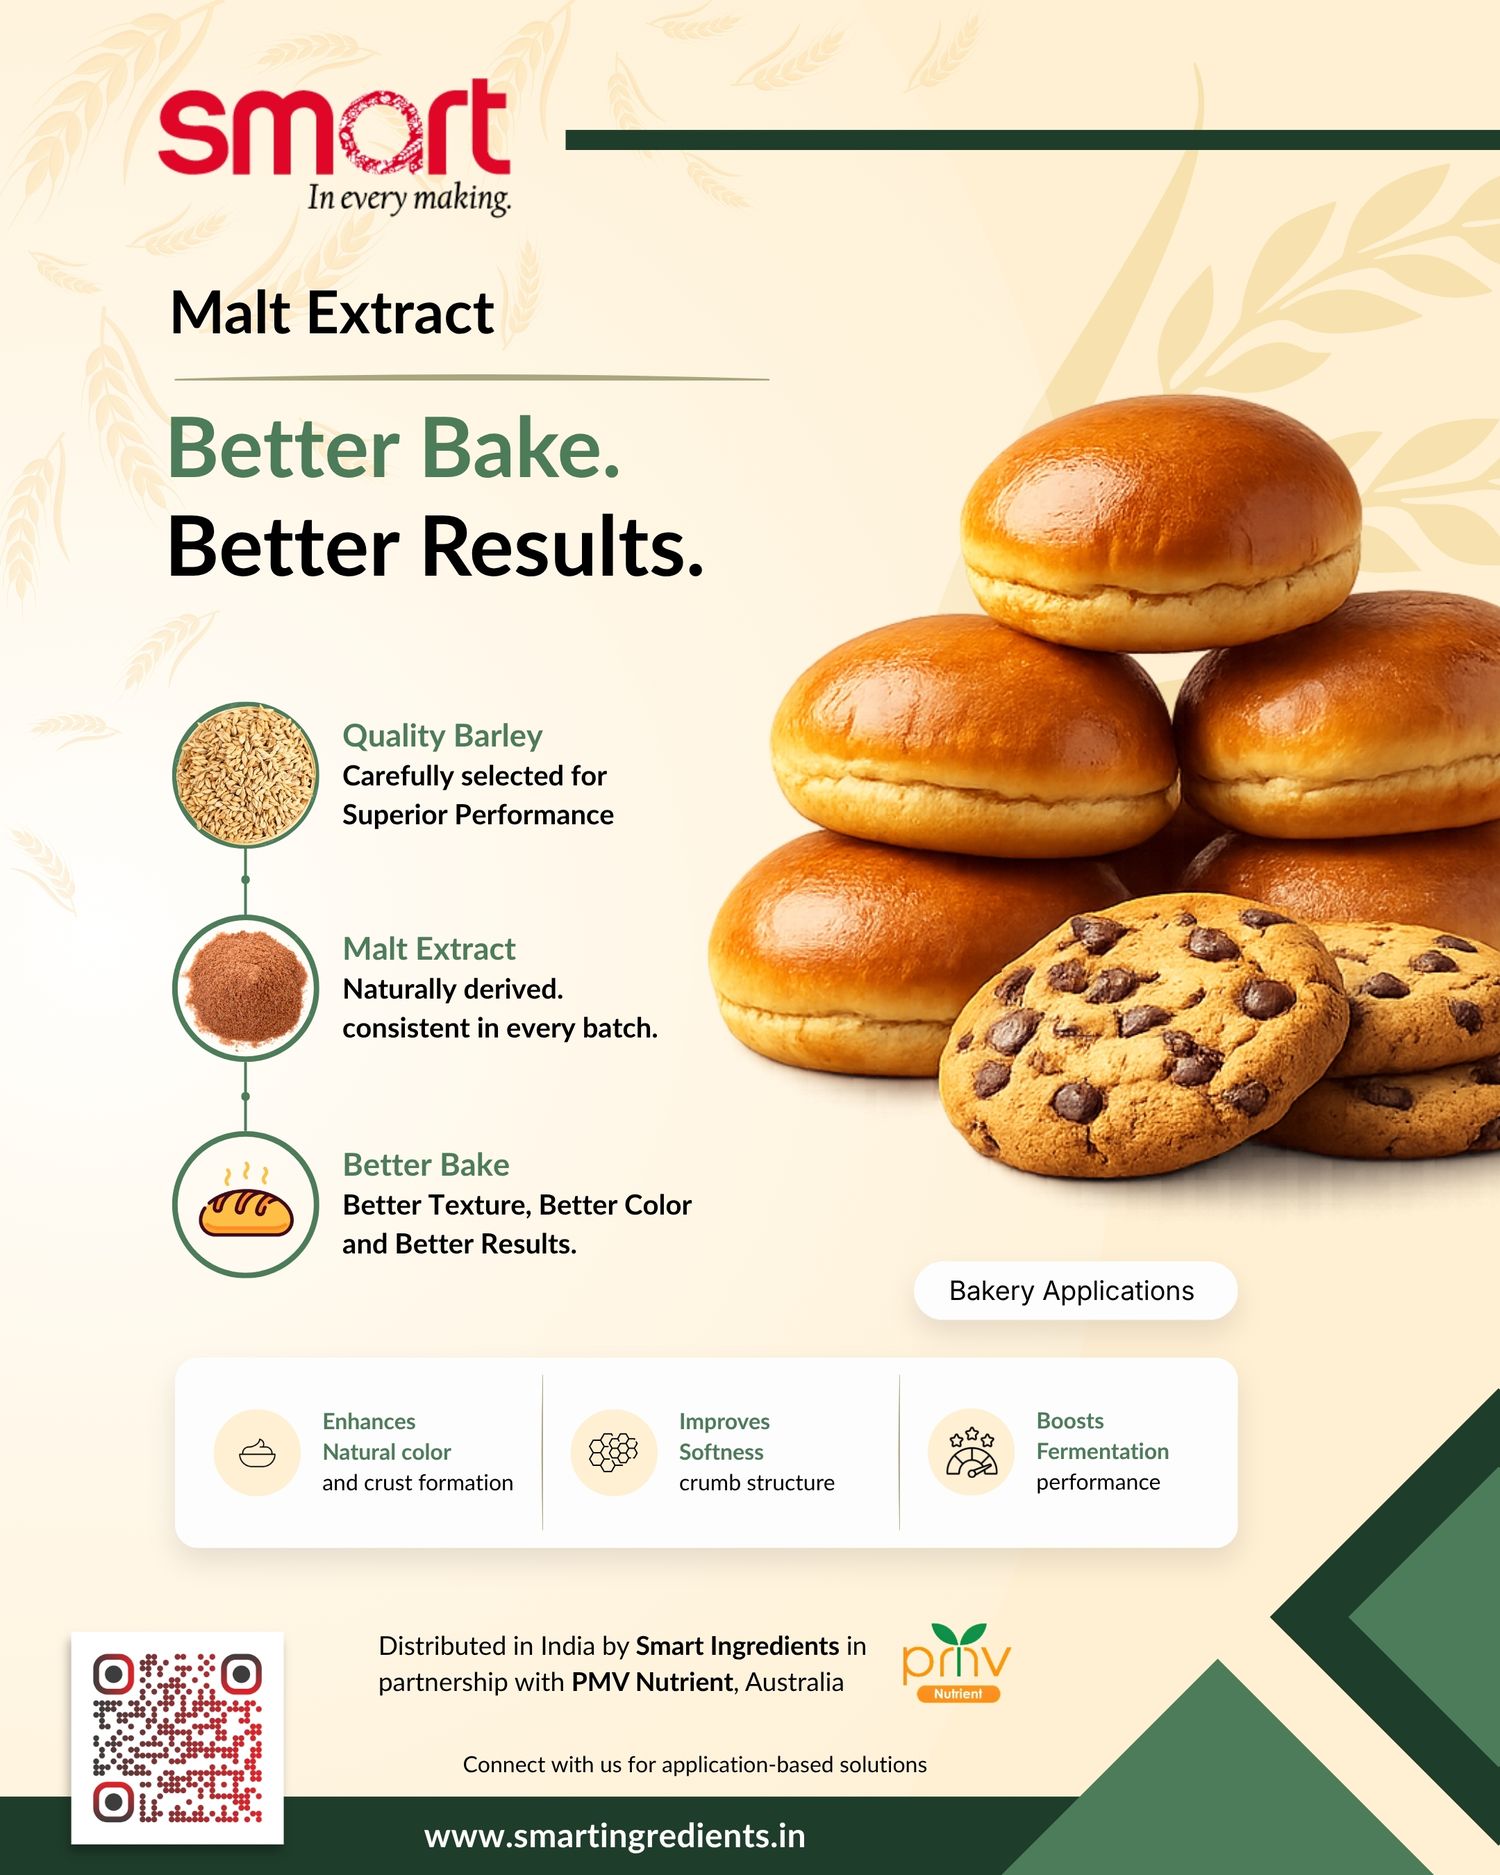 smart
In every making.
Malt Extract
Better Bake.
Better Results.
Quality Barley
Carefully selected for
Superior Performance
Malt Extract
Naturally derived.
consistent in every batch.
Better Bake
Better Texture, Better Color
and Better Results.
Bakery Applications
Enhances
Natural color
and crust formation
Improves
Softness
crumb structure
Boosts
Fermentation
performance
Distributed in India by Smart Ingredients in
partnership with PMV Nutrient, Australia
pmv
Nutrient
Connect with us for application-based solutions
www.smartingredients.in